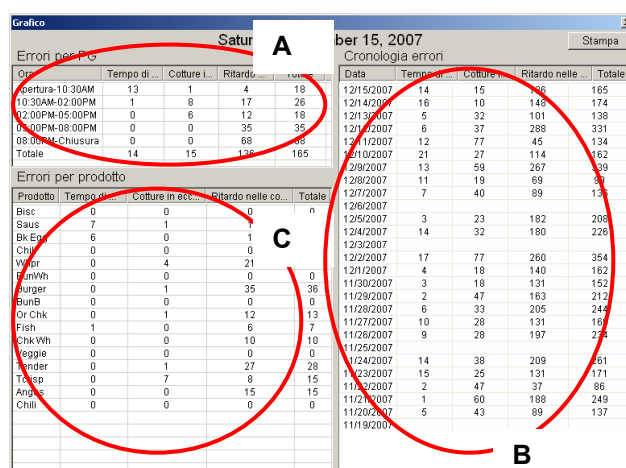 Grafico
A
ber 15, 2007
Errori per PG
Tempo di ... Cotture i... Ritardo ... Totale
Apertura-10:30AM 13 1 4 18
10:30AM-02:00PM 1 8 17 26
02:00PM-05:00PM 0 6 12 18
05:00PM-08:00PM 0 0 35 35
08:00PM-Chiusura 0 0 68 68
Totale 14 15 136 165
Errori per prodotto
Prodotto Tempo di ... Cotture in ecc... Ritardo nelle co... Totale
Bisc 0 0 0 0
Saus 7 1 1
Bk Egg 6 0 1
0 0 0
0 4 21
BunWh 0 0 0 0
Burger 0 1 35 36
BunB 0 0 0 0
Or Chk 0 1 12 13
Fish 1 0 6 7
Chk Wh 0 10 10
Veggie 0 0 0 0
Tender 0 1 27 28
Tcrisp 0 7 8 15
Angus 0 0 15 15
Chili 0 0 0 0
C
Stampa
Cronologia errori
Data Tempo di ... Cotture i... Ritardo nelle ... Totale
12/15/2007 14 15 136 165
12/14/2007 16 10 148 174
12/13/2007 5 32 101 138
12/12/2007 6 37 288 331
12/11/2007 12 77 45 134
12/10/2007 21 27 114 162
12/9/2007 13 59 267 339
12/8/2007 11 19 69 99
12/7/2007 7 40 89 136
12/6/2007
12/5/2007 3 23 182 208
12/4/2007 14 32 180 226
12/3/2007
12/2/2007 17 77 260 354
12/1/2007 4 18 140 162
11/30/2007 3 18 131 152
11/29/2007 2 47 163 212
11/28/2007 6 33 205 244
11/27/2007 10 28 131 169
11/26/2007 9 28 197 234
11/25/2007
11/24/2007 14 38 209 261
11/23/2007 15 25 131 171
11/22/2007 2 47 37 86
11/21/2007 1 60 188 249
11/20/2007 5 43 89 137
11/19/2007
B